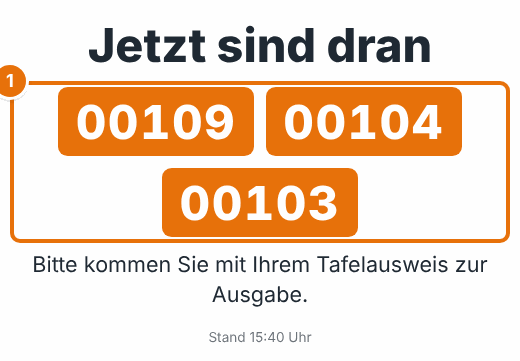 Jetzt sind dran
1
00109 00104
00103
Bitte kommen Sie mit Ihrem Tafelausweis zur
Ausgabe.
Stand 15:40 Uhr